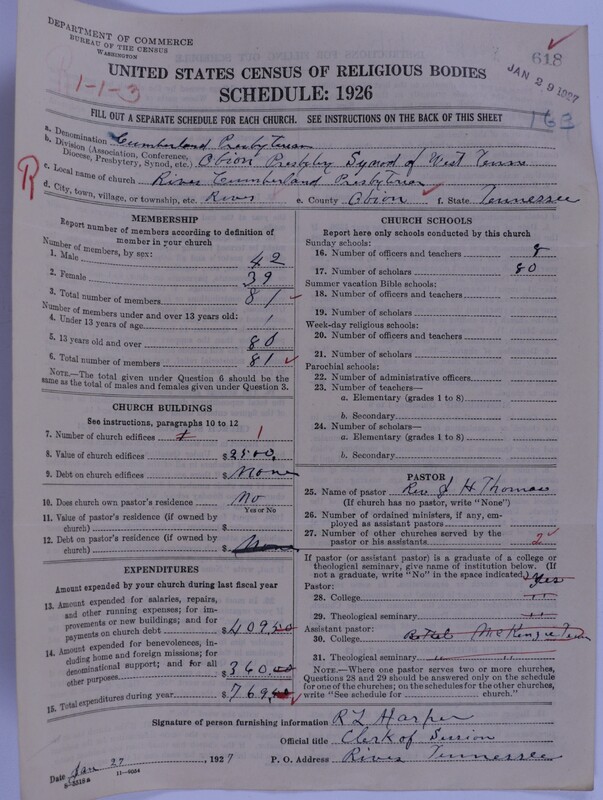 DEPARTMENT OF COMMERCE
BUREAU OF THE CENSUS
WASHINGTON
618
JAN 29 1927
1-1-3
UNITED STATES CENSUS OF RELIGIOUS BODIES
SCHEDULE: 1926
FILL OUT A SEPARATE SCHEDULE FOR EACH CHURCH. SEE INSTRUCTIONS ON THE BACK OF THIS SHEET
163
a. Denomination Cumberland Presbyterian
b. Division (Association, Conference, Diocese, Presbytery, Synod, etc.) Obion Presbytry Synod of West Tenn
R
c. Local name of church Rives Cumberland Presbyterian
d. City, town, village, or township, etc. Rives e. County Obion f. State Tennessee
MEMBERSHIP
Report number of members according to definition of
member in your church
Number of members, by sex:
1. Male 42
2. Female 39
3. Total number of members 81
Number of members under and over 13 years old:
4. Under 13 years of age 1
5. 13 years old and over 80
6. Total number of members 81
NOTE.—The total given under Question 6 should be the
same as the total of males and females given under Question 3.
CHURCH BUILDINGS
See instructions, paragraphs 10 to 12
7. Number of church edifices 1 1
8. Value of church edifices $2500.
9. Debt on church edifices $None
10. Does church own pastor's residence No
Yes or No
11. Value of pastor's residence (if owned by
church) $
12. Debt on pastor's residence (if owned by
church) $None
EXPENDITURES
Amount expended by your church during last fiscal year
13. Amount expended for salaries, repairs,
and other running expenses; for im-
provements or new buildings; and for
payments on church debt $409.50
14. Amount expended for benevolences, in-
cluding home and foreign missions; for
denominational support; and for all
other purposes $360.00
15. Total expenditures during year $769.50
CHURCH SCHOOLS
Report here only schools conducted by this church
Sunday schools:
16. Number of officers and teachers 8
17. Number of scholars 80
Summer vacation Bible schools:
18. Number of officers and teachers
19. Number of scholars
Week-day religious schools:
20. Number of officers and teachers
21. Number of scholars
Parochial schools:
22. Number of administrative officers
23. Number of teachers—
a. Elementary (grades 1 to 8)
b. Secondary
24. Number of scholars—
a. Elementary (grades 1 to 8)
b. Secondary
PASTOR
25. Name of pastor Rev J H Thomas
(If church has no pastor, write "None")
26. Number of ordained ministers, if any, em-
ployed as assistant pastors
27. Number of other churches served by the
pastor or his assistants 2
If pastor (or assistant pastor) is a graduate of a college or
theological seminary, give name of institution below. (If
not a graduate, write "No" in the space indicated.) Yes
Pastor:
28. College "
29. Theological seminary "
Assistant pastor:
30. College Bethel McKenzie Tenn
31. Theological seminary " "
NOTE.—Where one pastor serves two or more churches,
Questions 28 and 29 should be answered only on the schedule
for one of the churches; on the schedules for the other churches,
write "See schedule for church."
Signature of person furnishing information R L Harper
Official title Clerk of Session
Date Jan 27, 1927 P. O. Address Rives Tennessee
11-9054